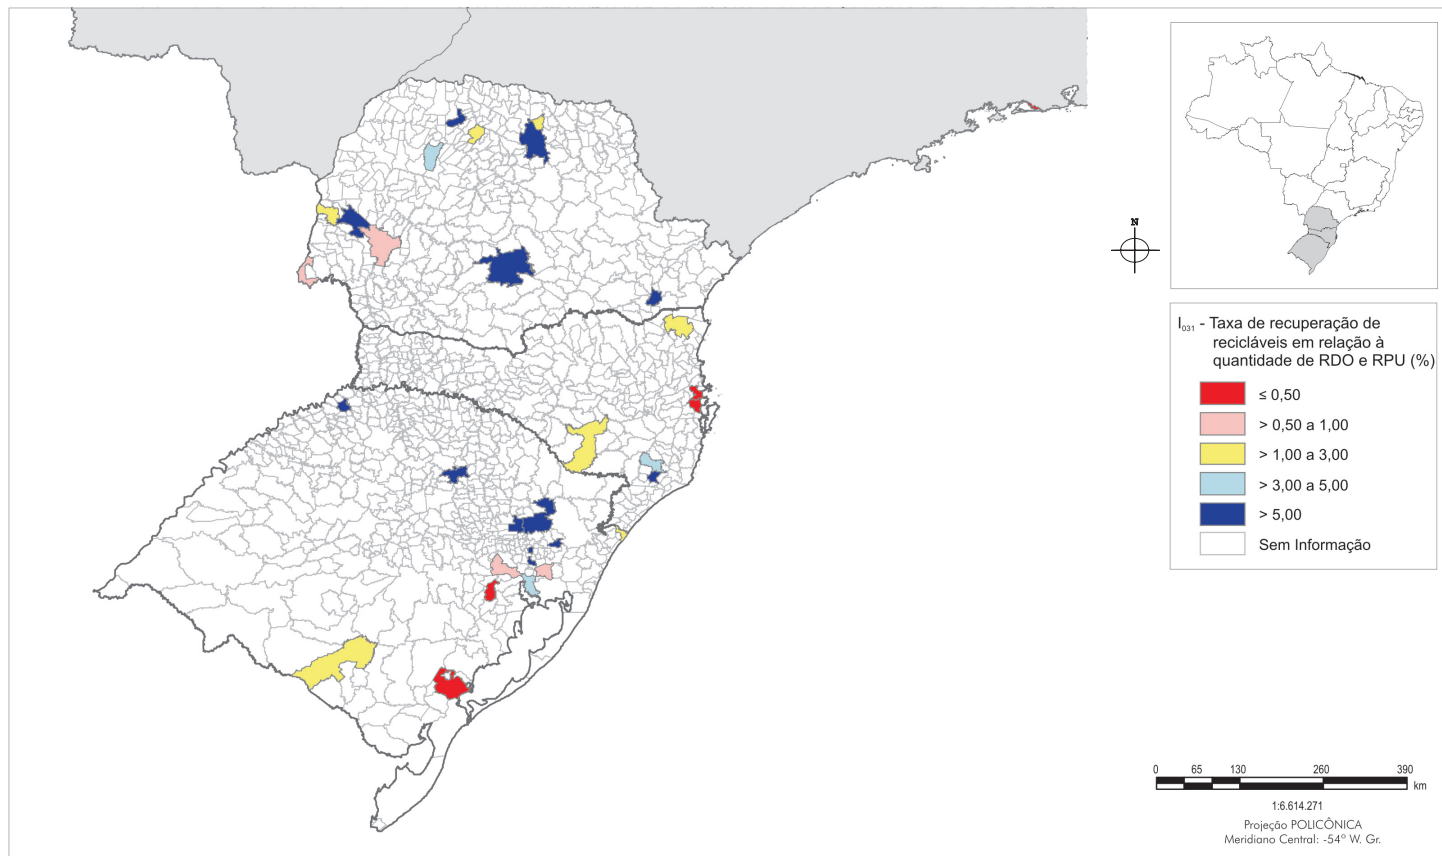 N
I031 - Taxa de recuperação de
recicláveis em relação à
quantidade de RDO e RPU (%)
≤ 0,50
> 0,50 a 1,00
> 1,00 a 3,00
> 3,00 a 5,00
> 5,00
Sem Informação
0 65 130 260 390
km
1:6.614.271
Projeção POLICÔNICA
Meridiano Central: -54º W. Gr.